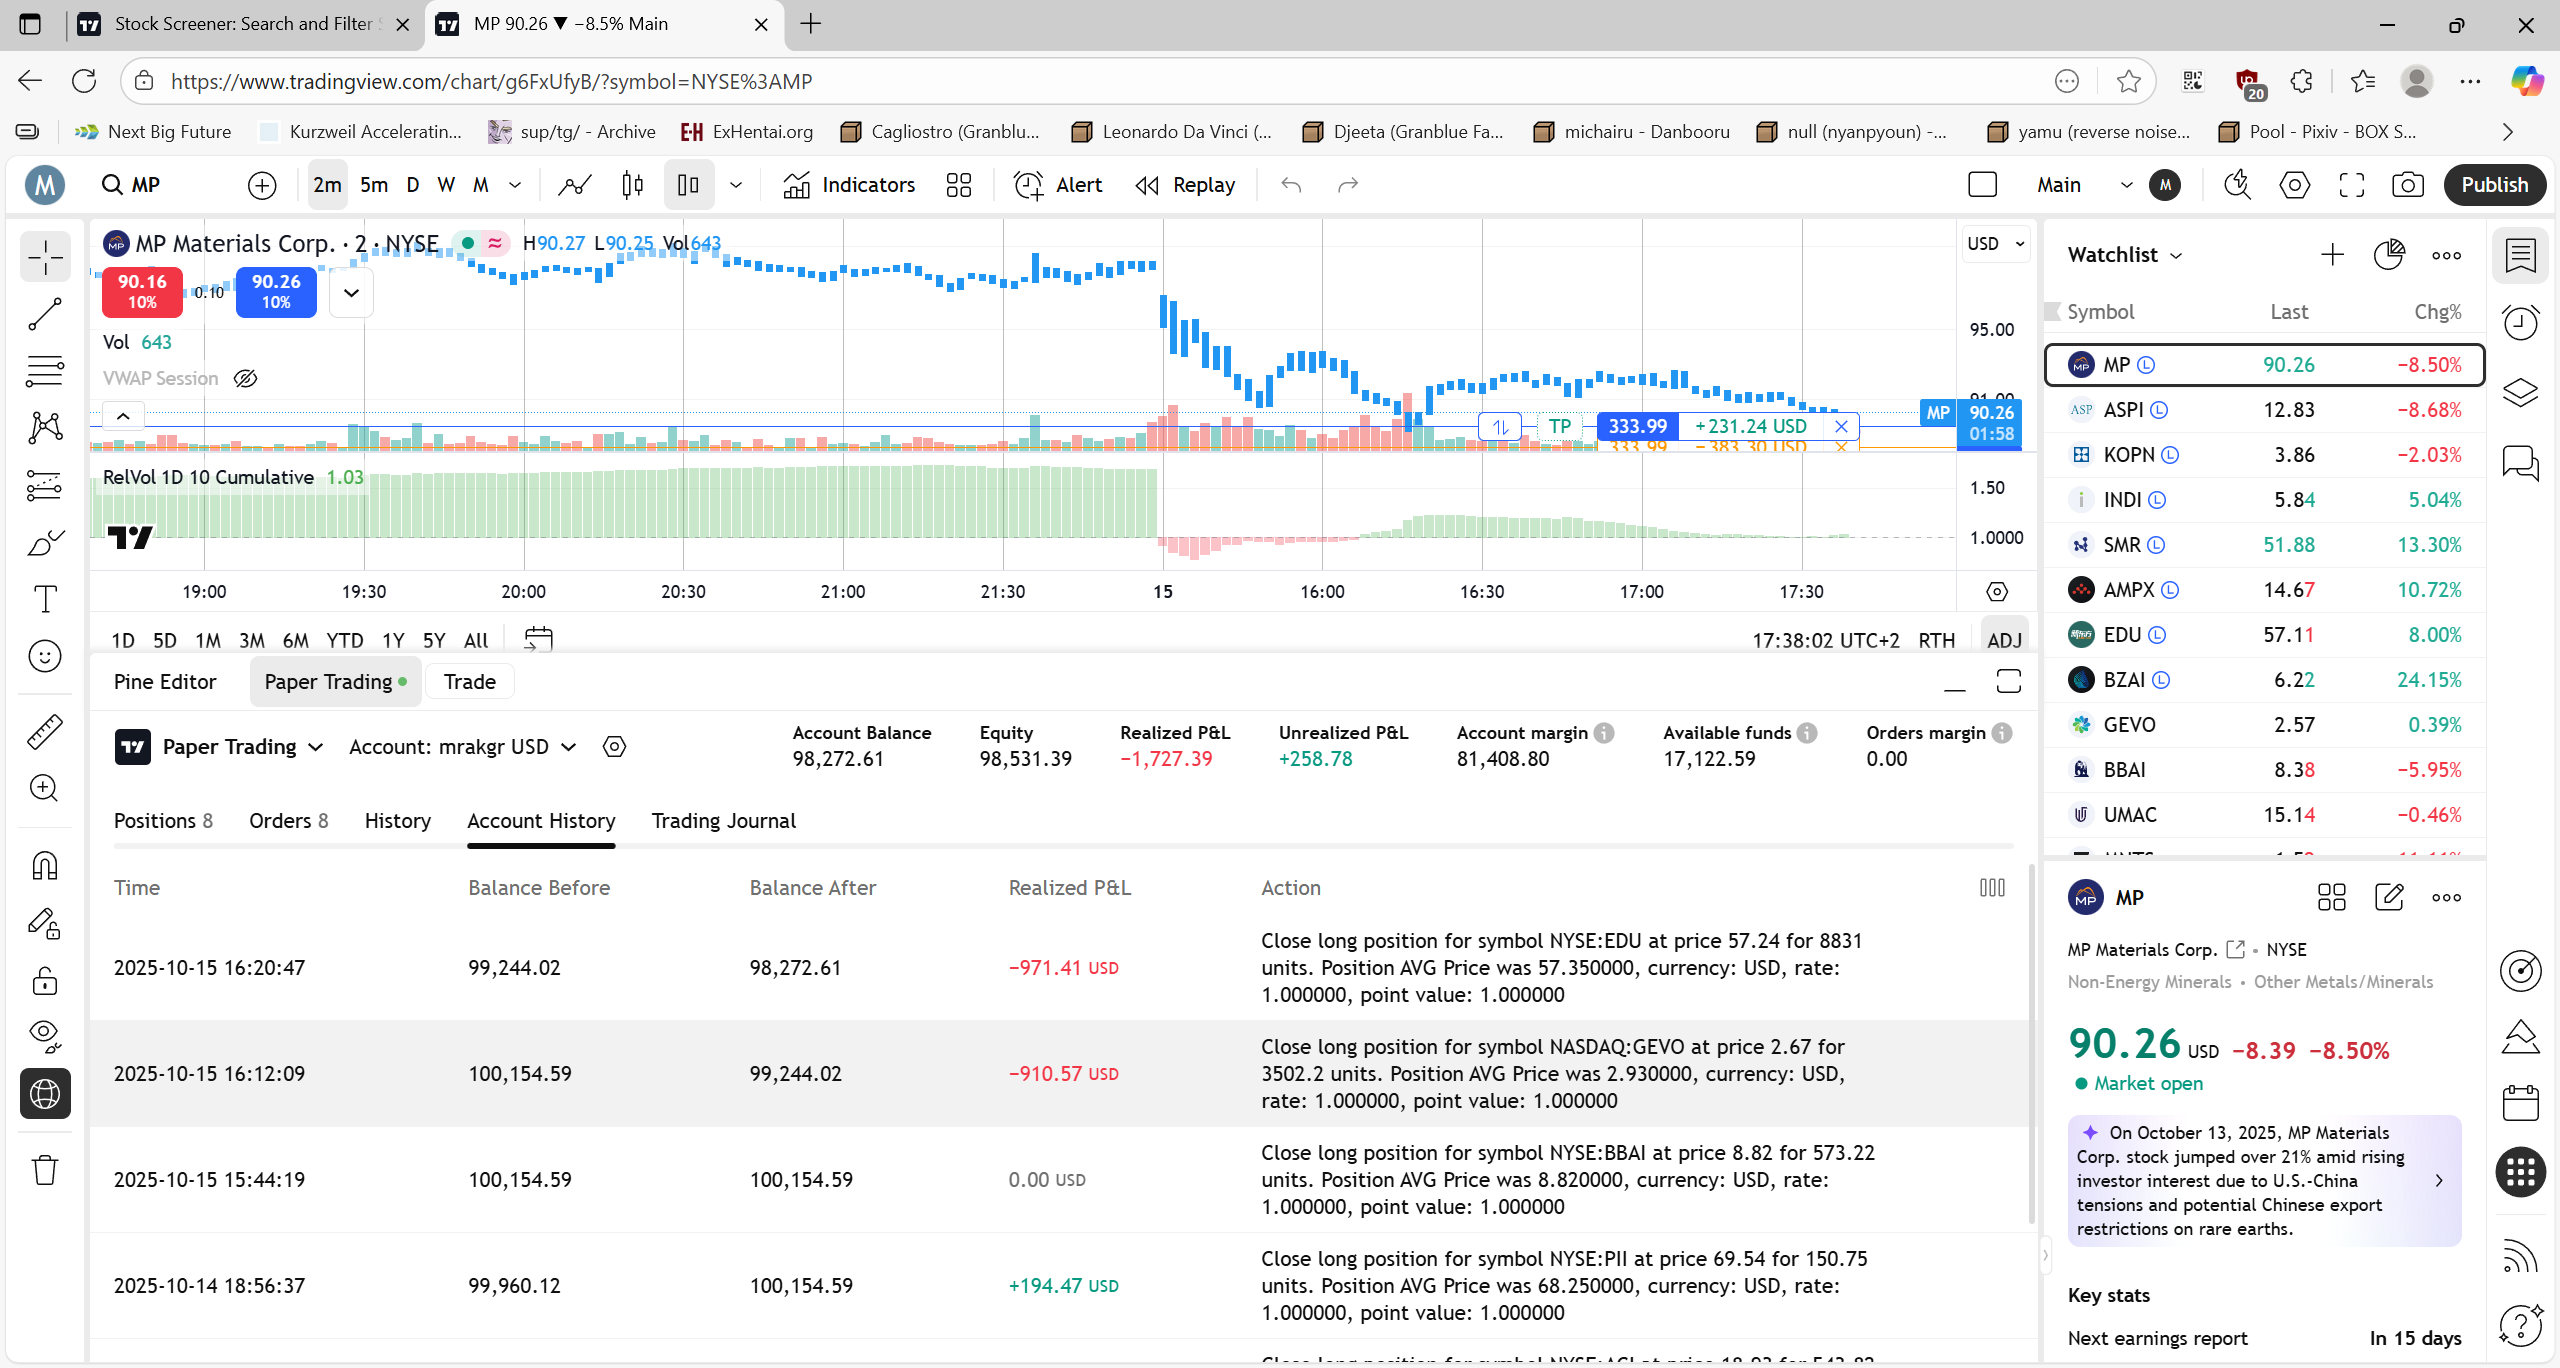 Stock Screener: Search and Filter S
MP 90.26 ▼ −8.5% Main
https://www.tradingview.com/chart/g6FxUfyB/?symbol=NYSE%3AMP
20
Next Big Future
Kurzweil Acceleratin...
sup/tg/ - Archive
E-H ExHentai.org
Cagliostro (Granblu...
Leonardo Da Vinci (...
Djeeta (Granblue Fa...
michairu - Danbooru
null (nyanpyoun) -...
yamu (reverse noise...
Pool - Pixiv - BOX S...
M
MP
2m 5m D W M
Indicators
Alert
Replay
Main
M
Publish
MP Materials Corp. · 2 · NYSE
H90.27 L90.25 Vol643
90.16
10%
0.10
90.26
10%
Vol 643
VWAP Session
USD
95.00
MP 90.26
01:58
TP 333.99 +231.24 USD
333.99 −383.30 USD
RelVol 1D 10 Cumulative 1.03
1.50
1.0000
19:00 19:30 20:00 20:30 21:00 21:30 15 16:00 16:30 17:00 17:30
1D 5D 1M 3M 6M YTD 1Y 5Y All
17:38:02 UTC+2 RTH ADJ
Pine Editor
Paper Trading
Trade
Paper Trading
Account: mrakgr USD
Account Balance
98,272.61
Equity
98,531.39
Realized P&L
−1,727.39
Unrealized P&L
+258.78
Account margin
81,408.80
Available funds
17,122.59
Orders margin
0.00
Positions 8 Orders 8 History Account History Trading Journal
Time Balance Before Balance After Realized P&L Action
2025-10-15 16:20:47 99,244.02 98,272.61 −971.41 USD
Close long position for symbol NYSE:EDU at price 57.24 for 8831
units. Position AVG Price was 57.350000, currency: USD, rate:
1.000000, point value: 1.000000
2025-10-15 16:12:09 100,154.59 99,244.02 −910.57 USD
Close long position for symbol NASDAQ:GEVO at price 2.67 for
3502.2 units. Position AVG Price was 2.930000, currency: USD,
rate: 1.000000, point value: 1.000000
2025-10-15 15:44:19 100,154.59 100,154.59 0.00 USD
Close long position for symbol NYSE:BBAI at price 8.82 for 573.22
units. Position AVG Price was 8.820000, currency: USD, rate:
1.000000, point value: 1.000000
2025-10-14 18:56:37 99,960.12 100,154.59 +194.47 USD
Close long position for symbol NYSE:PII at price 69.54 for 150.75
units. Position AVG Price was 68.250000, currency: USD, rate:
1.000000, point value: 1.000000
Watchlist
Symbol Last Chg%
MP L 90.26 −8.50%
ASP ASPI L 12.83 −8.68%
KOPN L 3.86 −2.03%
INDI L 5.84 5.04%
SMR L 51.88 13.30%
AMPX L 14.67 10.72%
EDU L 57.11 8.00%
BZAI L 6.22 24.15%
GEVO 2.57 0.39%
BBAI 8.38 −5.95%
UMAC 15.14 −0.46%
MP
MP Materials Corp. • NYSE
Non-Energy Minerals • Other Metals/Minerals
90.26 USD −8.39 −8.50%
Market open
On October 13, 2025, MP Materials
Corp. stock jumped over 21% amid rising
investor interest due to U.S.-China
tensions and potential Chinese export
restrictions on rare earths.
Key stats
Next earnings report In 15 days